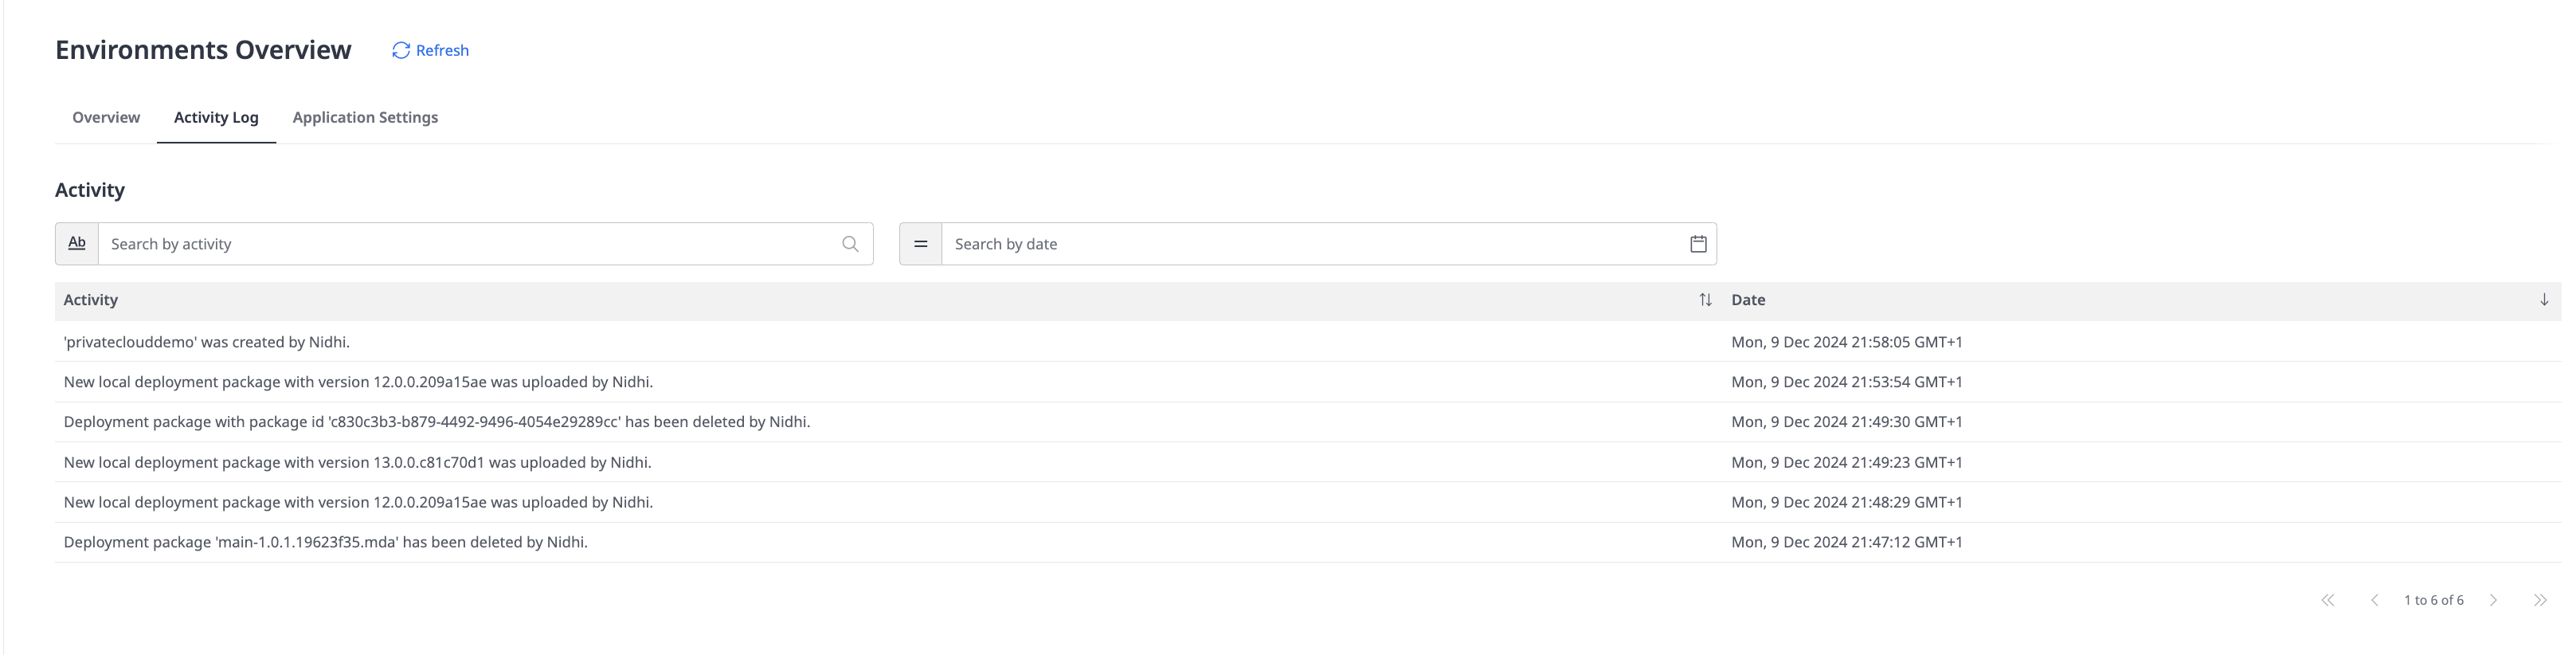 Environments Overview Refresh
Overview Activity Log Application Settings
Activity
Ab Search by activity = Search by date
Activity Date
'privateclouddemo' was created by Nidhi. Mon, 9 Dec 2024 21:58:05 GMT+1
New local deployment package with version 12.0.0.209a15ae was uploaded by Nidhi. Mon, 9 Dec 2024 21:53:54 GMT+1
Deployment package with package id 'c830c3b3-b879-4492-9496-4054e29289cc' has been deleted by Nidhi. Mon, 9 Dec 2024 21:49:30 GMT+1
New local deployment package with version 13.0.0.c81c70d1 was uploaded by Nidhi. Mon, 9 Dec 2024 21:49:23 GMT+1
New local deployment package with version 12.0.0.209a15ae was uploaded by Nidhi. Mon, 9 Dec 2024 21:48:29 GMT+1
Deployment package 'main-1.0.1.19623f35.mda' has been deleted by Nidhi. Mon, 9 Dec 2024 21:47:12 GMT+1
1 to 6 of 6